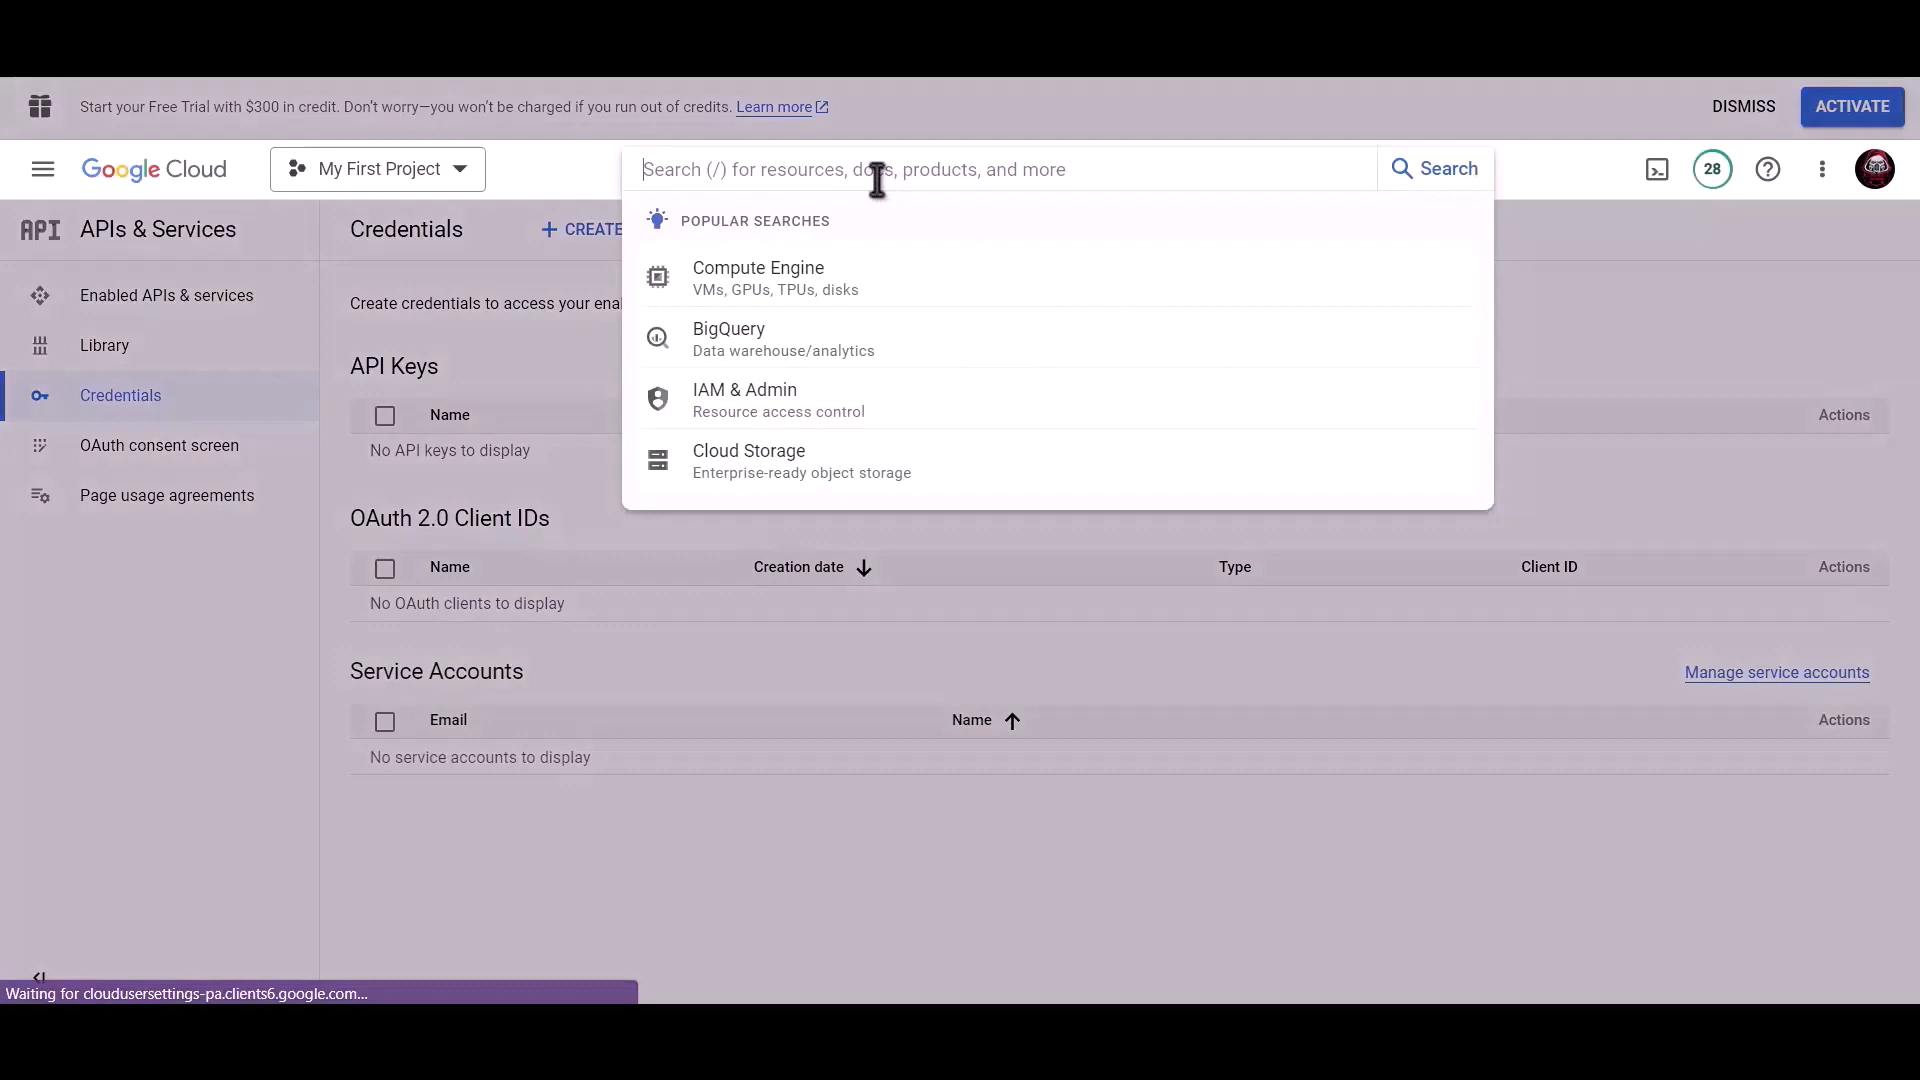 Start your Free Trial with $300 in credit. Don't worry—you won't be charged if you run out of credits. Learn more
DISMISS
ACTIVATE
Google Cloud
My First Project
Search (/) for resources, docs, products, and more
Search
28
API
APIs & Services
Credentials
+ CREATE
POPULAR SEARCHES
Compute Engine
VMs, GPUs, TPUs, disks
BigQuery
Data warehouse/analytics
IAM & Admin
Resource access control
Cloud Storage
Enterprise-ready object storage
Enabled APIs & services
Library
Credentials
OAuth consent screen
Page usage agreements
Create credentials to access your ena
API Keys
Name
Actions
No API keys to display
OAuth 2.0 Client IDs
Name
Creation date
Type
Client ID
Actions
No OAuth clients to display
Service Accounts
Manage service accounts
Email
Name
Actions
No service accounts to display
Waiting for cloudusersettings-pa.clients6.google.com...